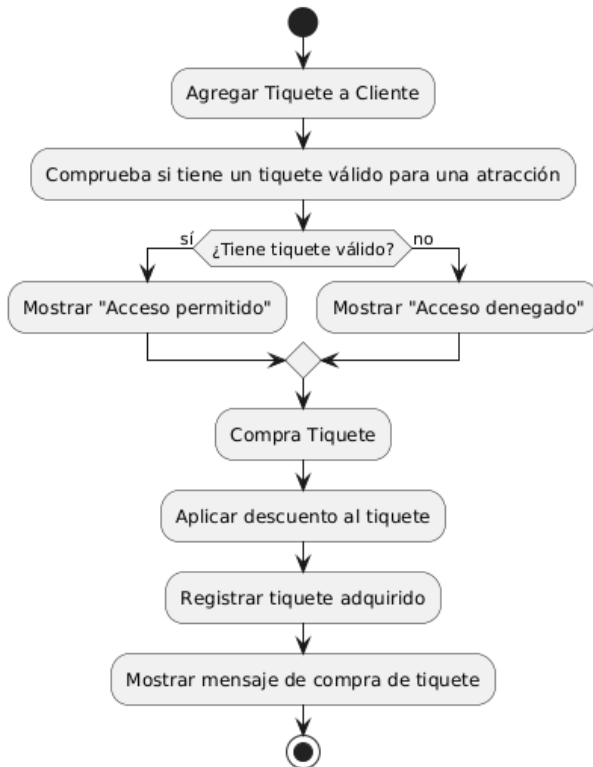 Agregar Tiquete a Cliente
Comprueba si tiene un tiquete válido para una atracción
sí
¿Tiene tiquete válido?
no
Mostrar "Acceso permitido"
Mostrar "Acceso denegado"
Compra Tiquete
Aplicar descuento al tiquete
Registrar tiquete adquirido
Mostrar mensaje de compra de tiquete